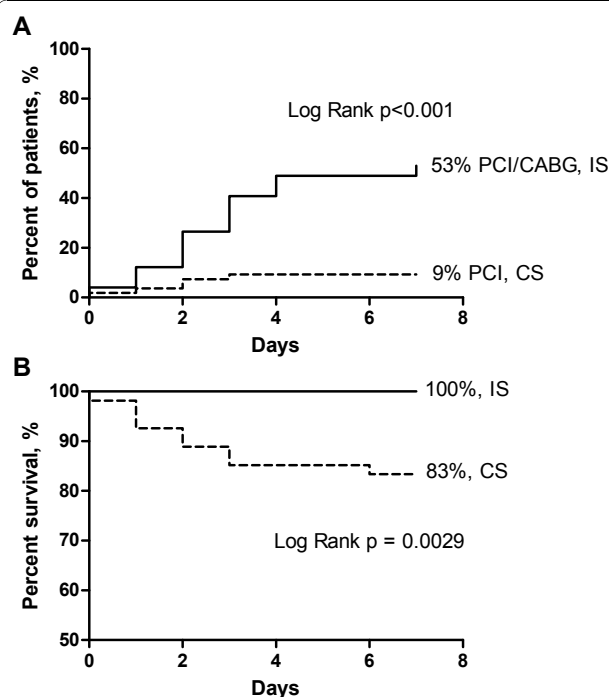 A
Percent of patients, %
100
80
60
40
20
0
Log Rank p<0.001
53% PCI/CABG, IS
9% PCI, CS
0 2 4 6 8
Days
B
Percent survival, %
100
90
80
70
60
50
100%, IS
83%, CS
Log Rank p = 0.0029
0 2 4 6 8
Days